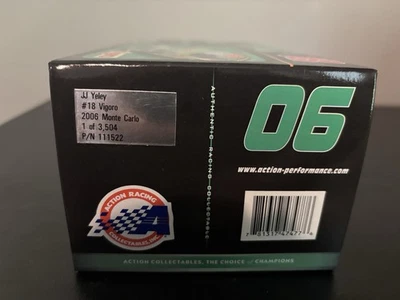 JJ Yeley
#18 Vigoro
2006 Monte Carlo
1 of 3,504
P/N 111522
ACTION RACING
COLLECTABLES, INC.
AUTHENTIC RACING COLLECTABLE
06
www.action-performance.com
ACTION COLLECTABLES, THE CHOICE of CHAMPIONS